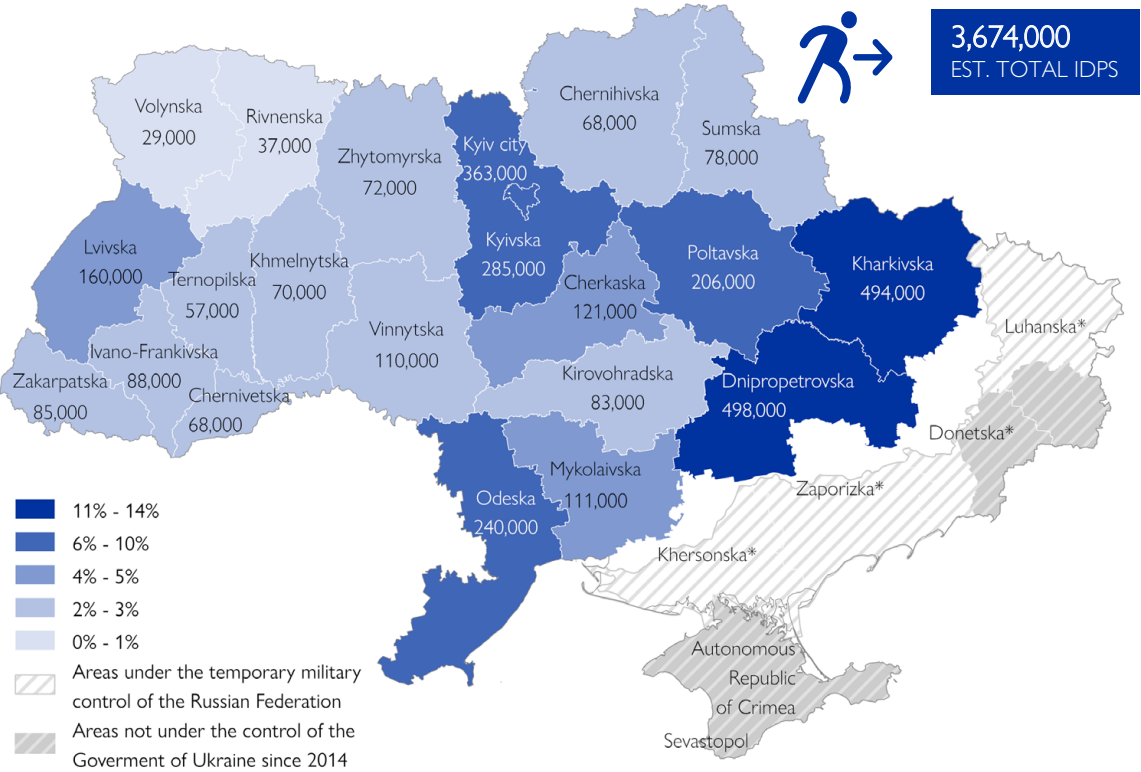 3,674,000
EST. TOTAL IDPS
Volynska
29,000
Rivnenska
37,000
Zhytomyrska
72,000
Kyiv city
363,000
Chernihivska
68,000
Sumska
78,000
Lvivska
160,000
Ternopilska
57,000
Khmelnytska
70,000
Kyivska
285,000
Cherkaska
121,000
Poltavska
206,000
Kharkivska
494,000
Luhanska*
Zakarpatska
85,000
Ivano-Frankivska
88,000
Chernivetska
68,000
Vinnytska
110,000
Kirovohradska
83,000
Dnipropetrovska
498,000
Donetska*
Odeska
240,000
Mykolaivska
111,000
Zaporizka*
Khersonska*
Autonomous
Republic
of Crimea
Sevastopol
11% - 14%
6% - 10%
4% - 5%
2% - 3%
0% - 1%
Areas under the temporary military
control of the Russian Federation
Areas not under the control of the
Goverment of Ukraine since 2014